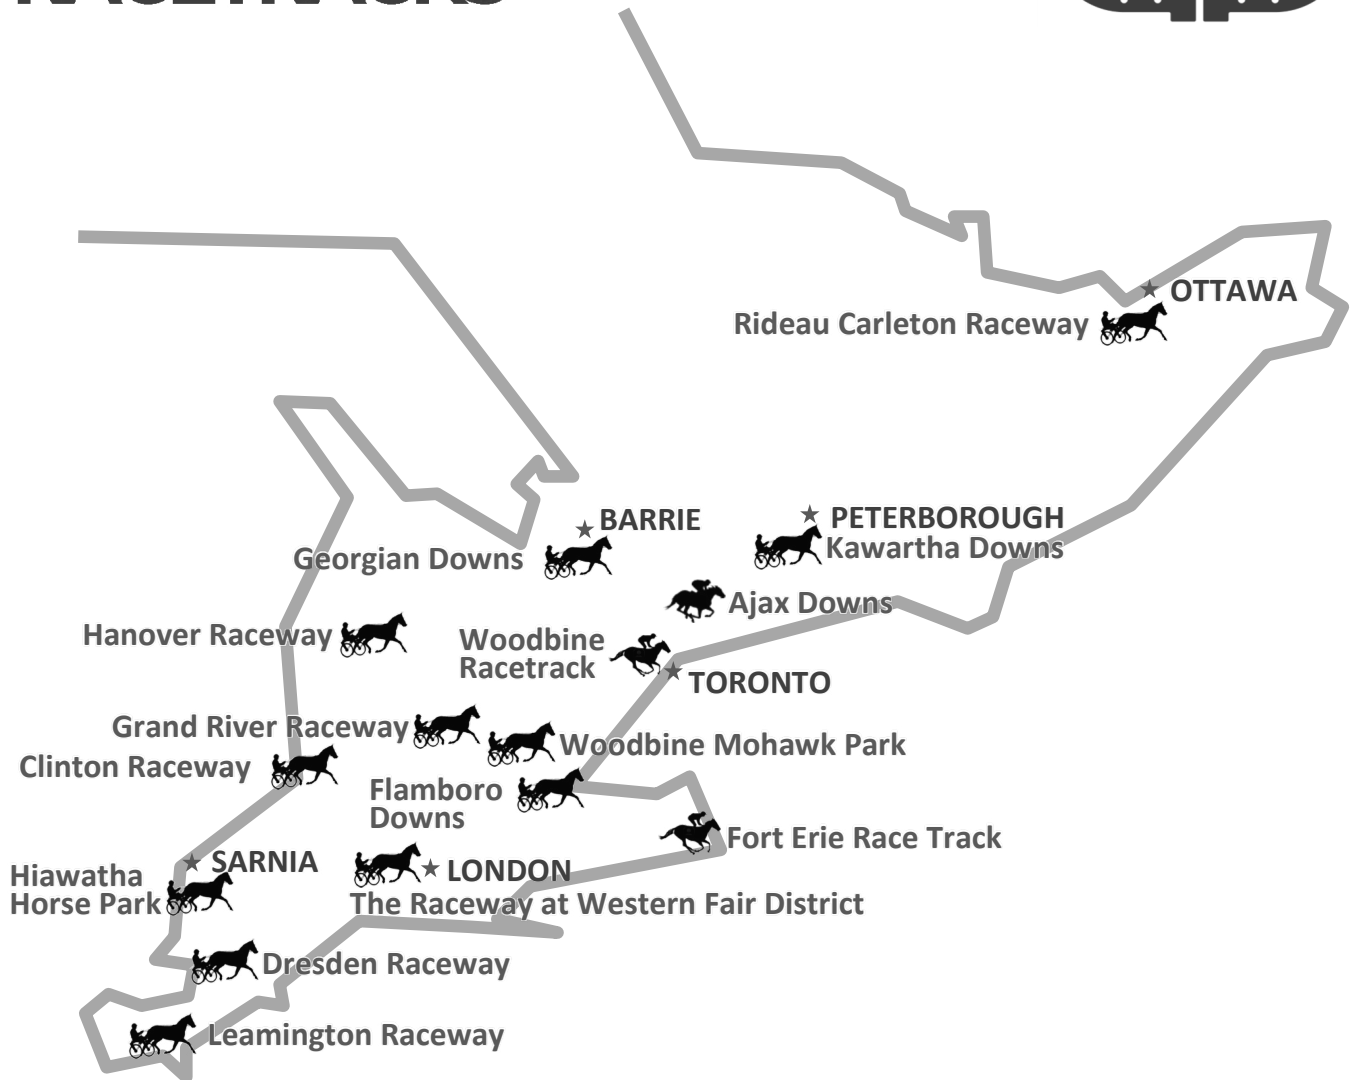 RACETRACKS
OTTAWA
Rideau Carleton Raceway
BARRIE
PETERBOROUGH
Georgian Downs
Kawartha Downs
Ajax Downs
Hanover Raceway
Woodbine
Racetrack
TORONTO
Grand River Raceway
Woodbine Mohawk Park
Clinton Raceway
Flamboro
Downs
Fort Erie Race Track
SARNIA
LONDON
Hiawatha
Horse Park
The Raceway at Western Fair District
Dresden Raceway
Leamington Raceway